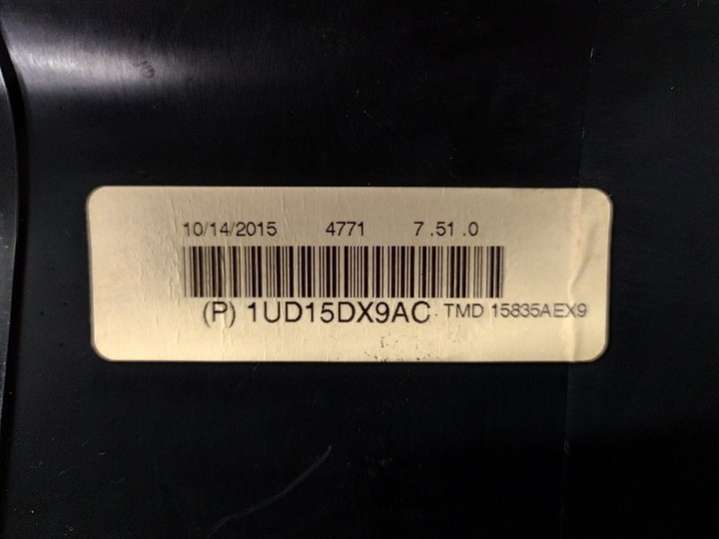 10/14/2015 4771 7 .51 .0
(P) 1UD15DX9AC TMD 15835AEX9